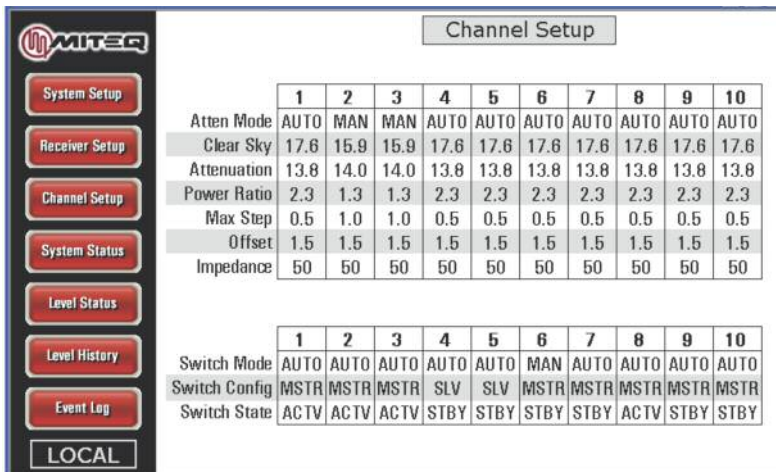 MITEQ
Channel Setup
System Setup
Receiver Setup
Channel Setup
System Status
Level Status
Level History
Event Log
LOCAL
1 2 3 4 5 6 7 8 9 10
Atten Mode AUTO MAN MAN AUTO AUTO AUTO AUTO AUTO AUTO AUTO
Clear Sky 17.6 15.9 15.9 17.6 17.6 17.6 17.6 17.6 17.6 17.6
Attenuation 13.8 14.0 14.0 13.8 13.8 13.8 13.8 13.8 13.8 13.8
Power Ratio 2.3 1.3 1.3 2.3 2.3 2.3 2.3 2.3 2.3 2.3
Max Step 0.5 1.0 1.0 0.5 0.5 0.5 0.5 0.5 0.5 0.5
Offset 1.5 1.5 1.5 1.5 1.5 1.5 1.5 1.5 1.5 1.5
Impedance 50 50 50 50 50 50 50 50 50 50
1 2 3 4 5 6 7 8 9 10
Switch Mode AUTO AUTO AUTO AUTO AUTO MAN AUTO AUTO AUTO AUTO
Switch Config MSTR MSTR MSTR SLV SLV MSTR MSTR MSTR MSTR MSTR
Switch State ACTV ACTV ACTV STBY STBY STBY STBY ACTV STBY STBY